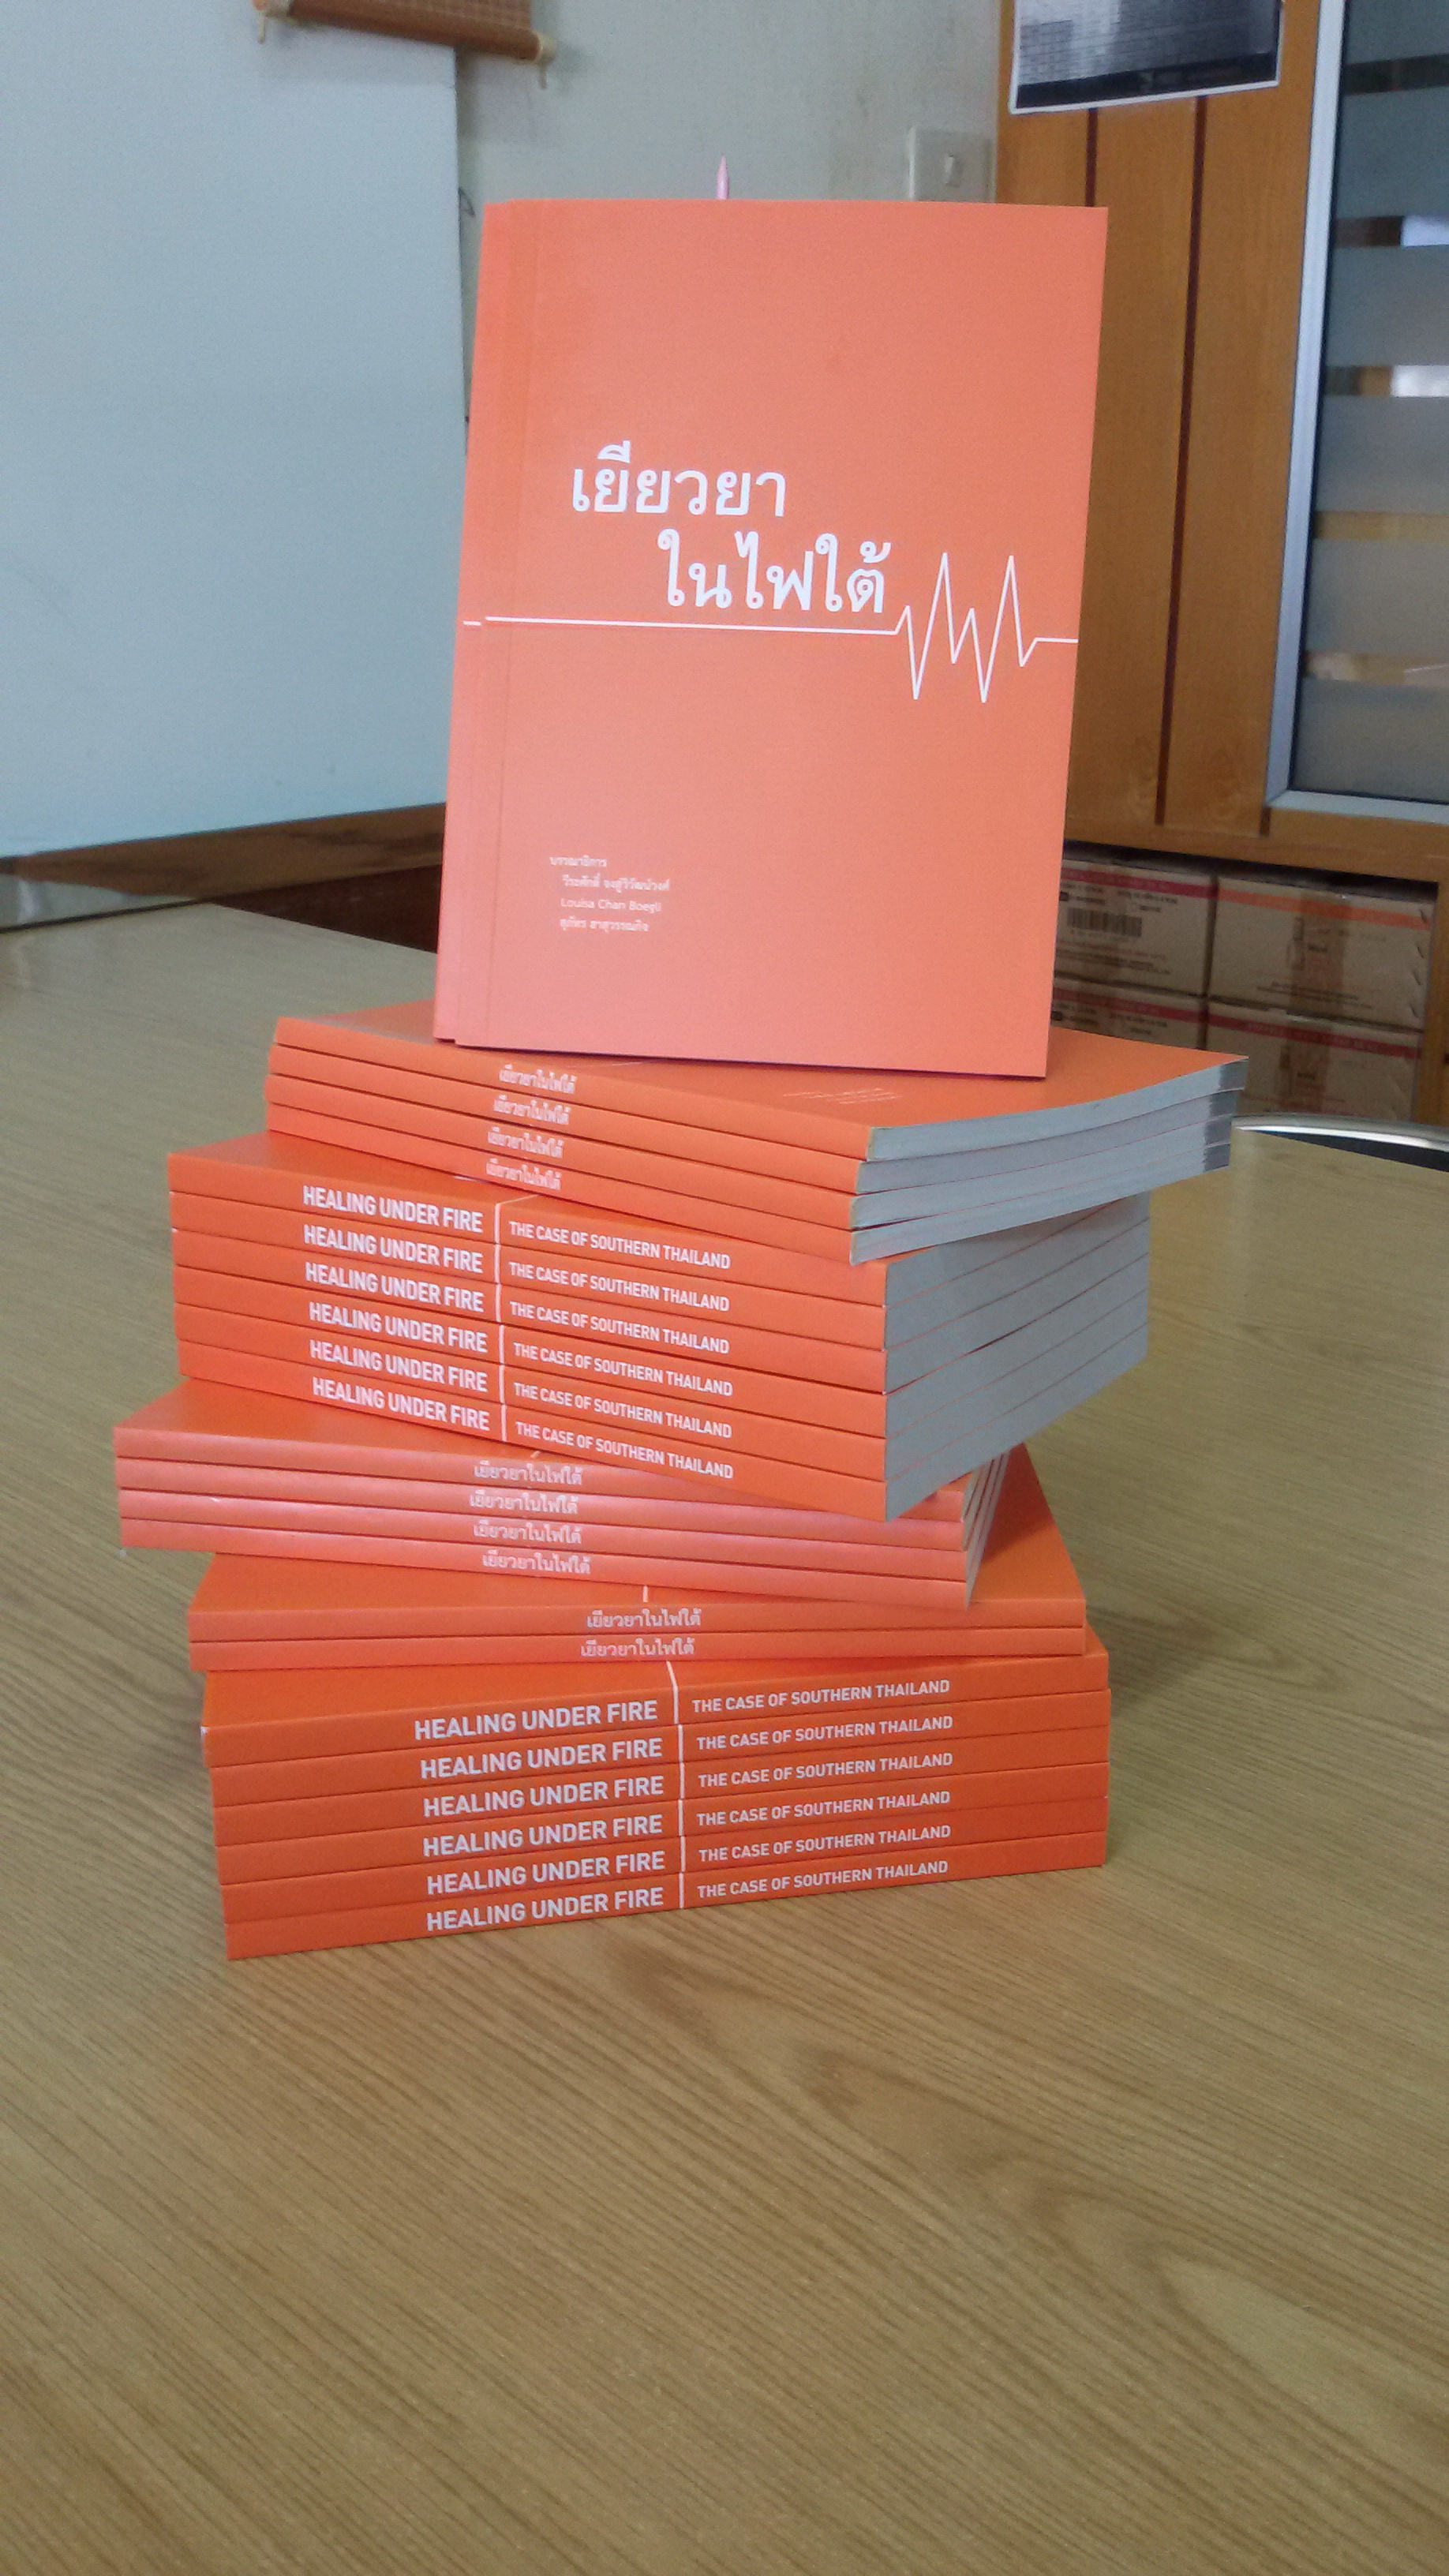 เยียวยา
ในไฟใต้
บรรณาธิการ
วีระศักดิ์ จงสู่วิวัฒน์วงศ์
Louisa Chan Boegli
สุภัทร ฮาสุวรรณกิจ
เยียวยาในไฟใต้
เยียวยาในไฟใต้
เยียวยาในไฟใต้
เยียวยาในไฟใต้
HEALING UNDER FIRE THE CASE OF SOUTHERN THAILAND
HEALING UNDER FIRE THE CASE OF SOUTHERN THAILAND
HEALING UNDER FIRE THE CASE OF SOUTHERN THAILAND
HEALING UNDER FIRE THE CASE OF SOUTHERN THAILAND
HEALING UNDER FIRE THE CASE OF SOUTHERN THAILAND
HEALING UNDER FIRE THE CASE OF SOUTHERN THAILAND
เยียวยาในไฟใต้
เยียวยาในไฟใต้
เยียวยาในไฟใต้
เยียวยาในไฟใต้
เยียวยาในไฟใต้
เยียวยาในไฟใต้
HEALING UNDER FIRE THE CASE OF SOUTHERN THAILAND
HEALING UNDER FIRE THE CASE OF SOUTHERN THAILAND
HEALING UNDER FIRE THE CASE OF SOUTHERN THAILAND
HEALING UNDER FIRE THE CASE OF SOUTHERN THAILAND
HEALING UNDER FIRE THE CASE OF SOUTHERN THAILAND
HEALING UNDER FIRE THE CASE OF SOUTHERN THAILAND